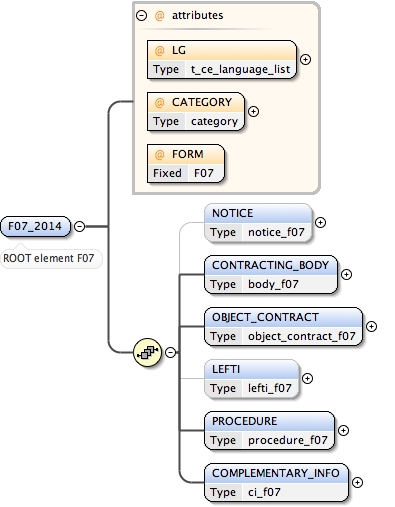 @ attributes
@ LG
Type t_ce_language_list
@ CATEGORY
Type category
@ FORM
Fixed F07
F07_2014
ROOT element F07
NOTICE
Type notice_f07
CONTRACTING_BODY
Type body_f07
OBJECT_CONTRACT
Type object_contract_f07
LEFTI
Type lefti_f07
PROCEDURE
Type procedure_f07
COMPLEMENTARY_INFO
Type ci_f07